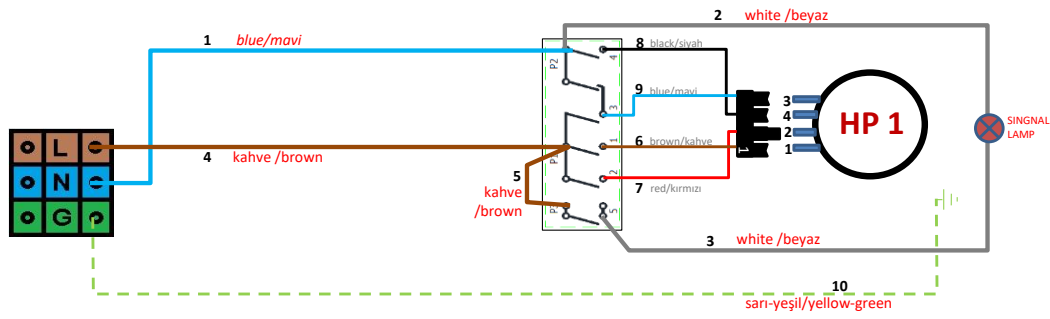 2 white /beyaz
1 blue/mavi
8 black/siyah
P2
4
9 blue/mavi
3
3
4
2
1
HP 1
SINGNAL
LAMP
L
N
G
4 kahve /brown
P1
1
6 brown/kahve
5
kahve
/brown
2
7 red/kırmızı
P3
5
3 white /beyaz
10
sarı-yeşil/yellow-green